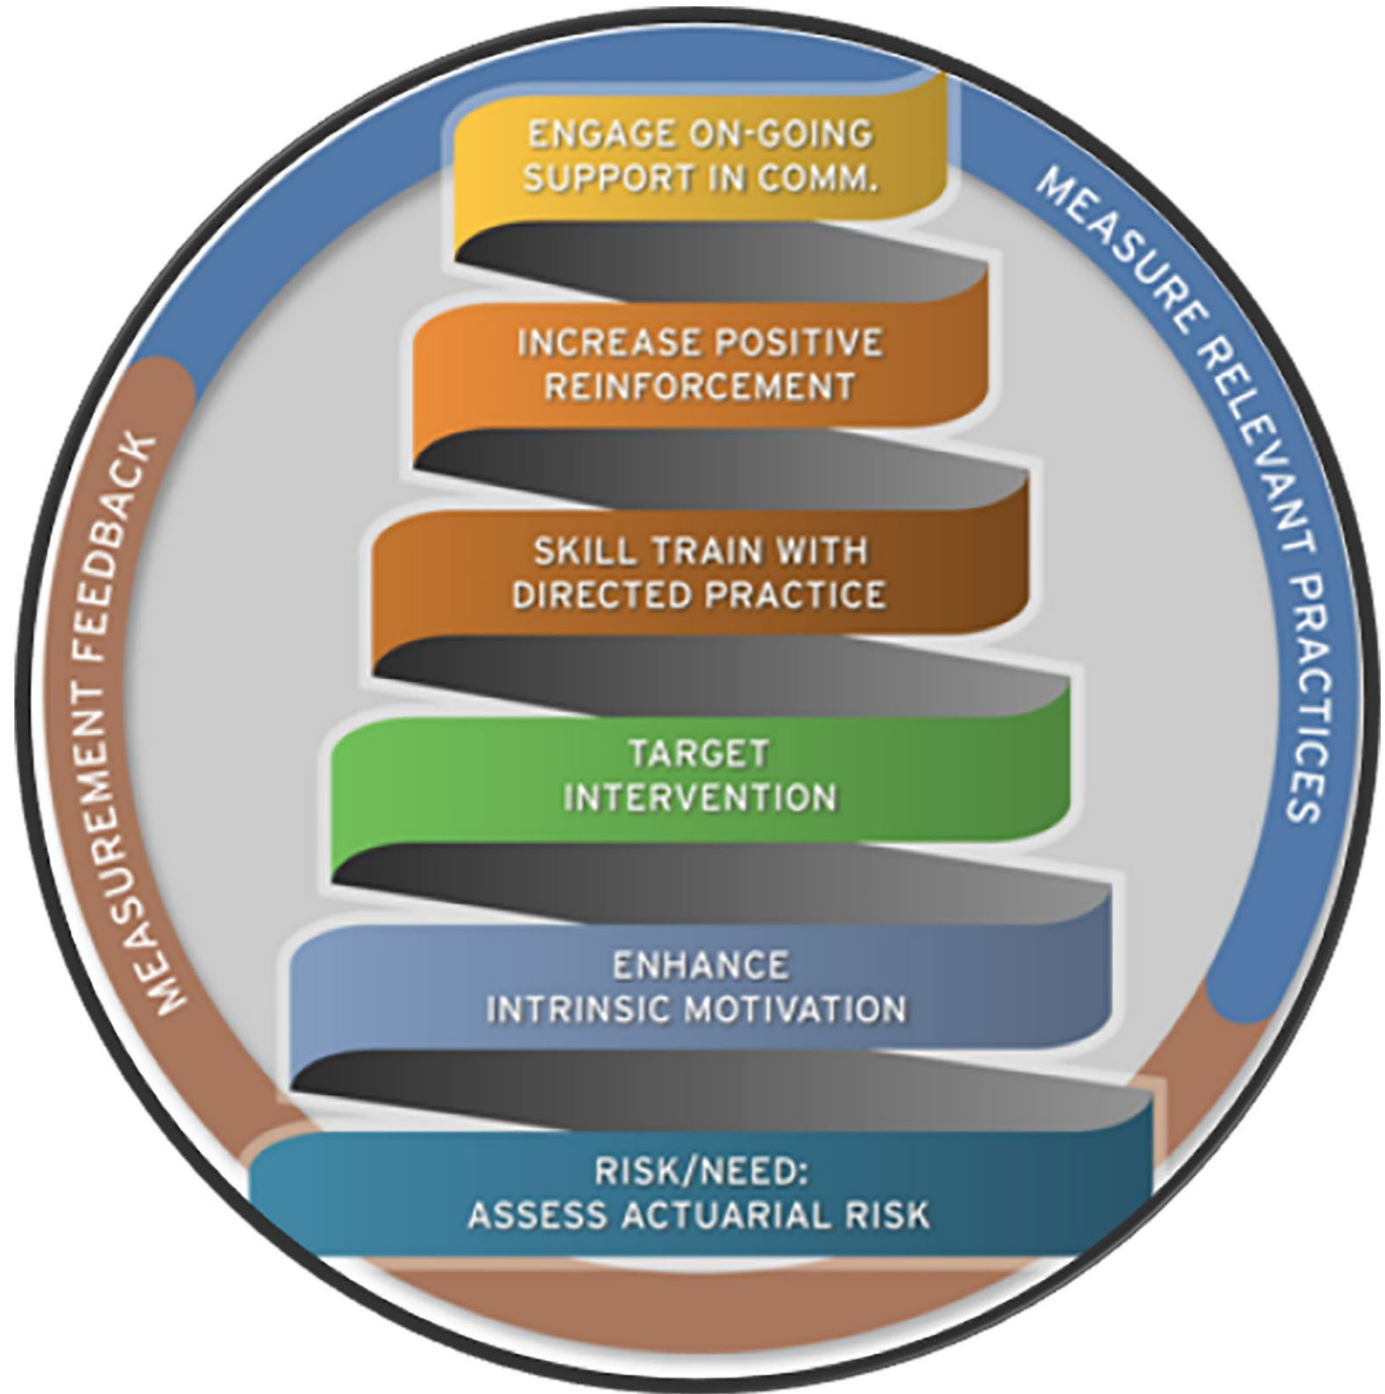 ENGAGE ON-GOING
SUPPORT IN COMM.
INCREASE POSITIVE
REINFORCEMENT
SKILL TRAIN WITH
DIRECTED PRACTICE
TARGET
INTERVENTION
ENHANCE
INTRINSIC MOTIVATION
RISK/NEED:
ASSESS ACTUARIAL RISK
MEASURE RELEVANT PRACTICES
MEASUREMENT FEEDBACK